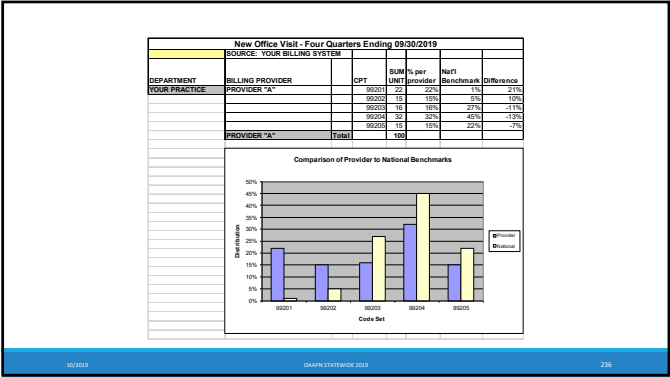 New Office Visit - Four Quarters Ending 09/30/2019
SOURCE: YOUR BILLING SYSTEM
DEPARTMENT BILLING PROVIDER CPT SUM UNIT % per provider Nat'l Benchmark Difference
YOUR PRACTICE PROVIDER "A" 99201 22 22% 1% 21%
99202 15 15% 5% 10%
99203 16 16% 27% -11%
99204 32 32% 45% -13%
99205 15 15% 22% -7%
PROVIDER "A" Total 100
Comparison of Provider to National Benchmarks
50%
45%
40%
35%
30%
25%
20%
15%
10%
5%
0%
Distribution
Provider
National
99201 99202 99203 99204 99205
Code Set
10/2019 OAAPN STATEWIDE 2019 236